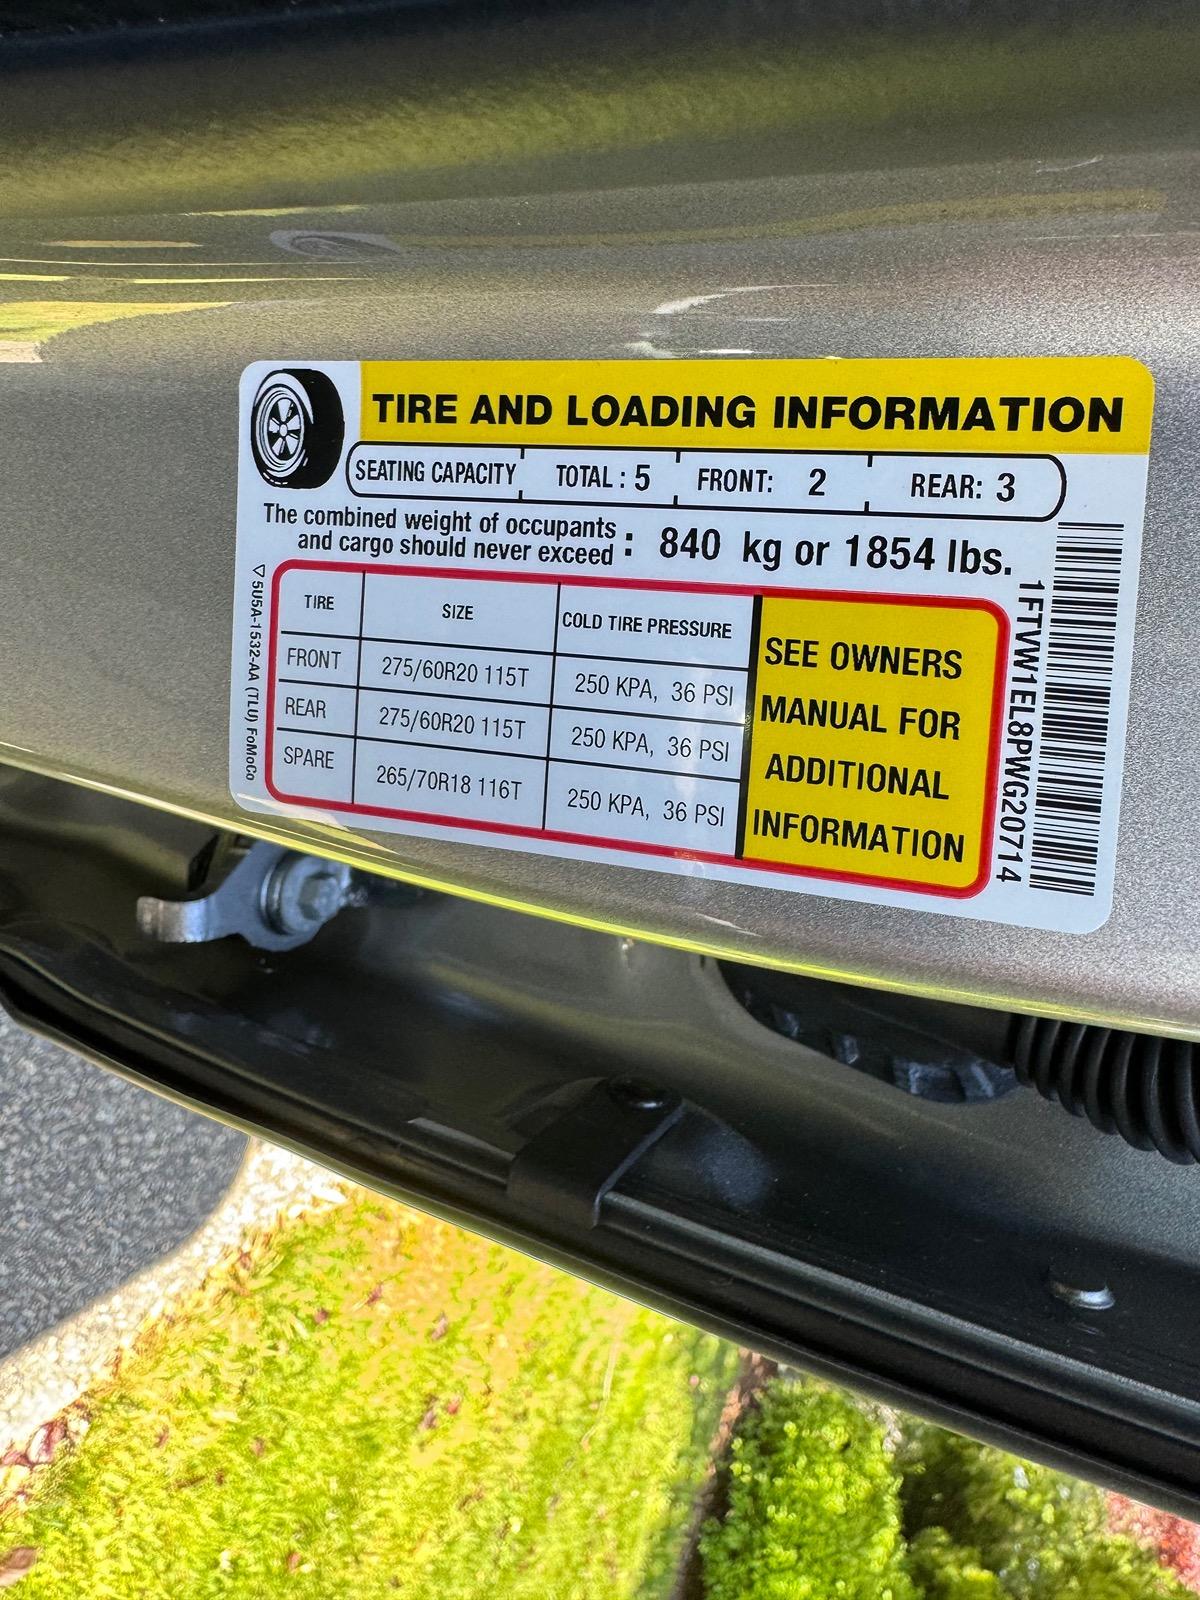 TIRE AND LOADING INFORMATION
SEATING CAPACITY TOTAL : 5 FRONT: 2 REAR: 3
The combined weight of occupants
and cargo should never exceed : 840 kg or 1854 lbs.
TIRE SIZE COLD TIRE PRESSURE
FRONT 275/60R20 115T 250 KPA, 36 PSI
REAR 275/60R20 115T 250 KPA, 36 PSI
SPARE 265/70R18 116T 250 KPA, 36 PSI
SEE OWNERS
MANUAL FOR
ADDITIONAL
INFORMATION
5U5A-1532-AA (TLU) FoMoCo
1FTVW1EL8PWG20714